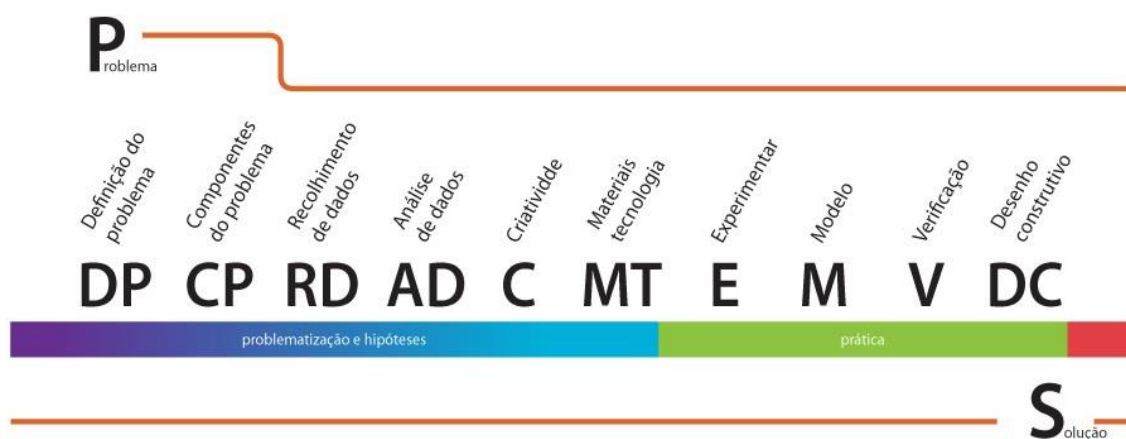 Problema
Definição do
problema
Componentes
do problema
Recolhimento
de dados
Análise
de dados
Criatividde
Materiais
tecnologia
Experimentar
Modelo
Verificação
Desenho
construtivo
DP CP RD AD C MT E M V DC
problematização e hipóteses prática
Solução